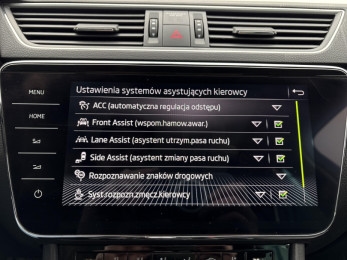 MENU
HOME
Ustawienia systemów asystujących kierowcy
ACC (automatyczna regulacja odstępu)
Front Assist (wspom.hamow.awar.)
Lane Assist (asystent utrzym.pasa ruchu)
Side Assist (asystent zmiany pasa ruchu)
Rozpoznawanie znaków drogowych
Syst.rozpozn.zmęcz.kierowcy